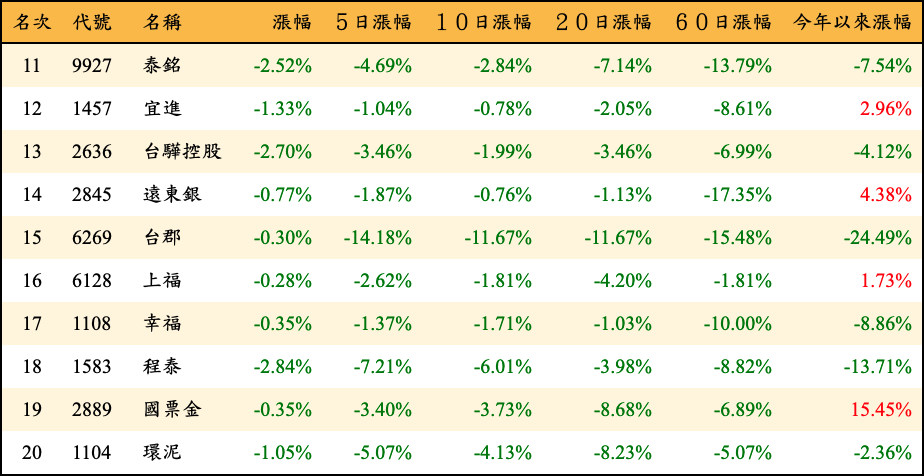 名次 代號 名稱 漲幅 ５日漲幅 １０日漲幅 ２０日漲幅 ６０日漲幅 今年以來漲幅
11 9927 泰銘 -2.52% -4.69% -2.84% -7.14% -13.79% -7.54%
12 1457 宜進 -1.33% -1.04% -0.78% -2.05% -8.61% 2.96%
13 2636 台驊控股 -2.70% -3.46% -1.99% -3.46% -6.99% -4.12%
14 2845 遠東銀 -0.77% -1.87% -0.76% -1.13% -17.35% 4.38%
15 6269 台郡 -0.30% -14.18% -11.67% -11.67% -15.48% -24.49%
16 6128 上福 -0.28% -2.62% -1.81% -4.20% -1.81% 1.73%
17 1108 幸福 -0.35% -1.37% -1.71% -1.03% -10.00% -8.86%
18 1583 程泰 -2.84% -7.21% -6.01% -3.98% -8.82% -13.71%
19 2889 國票金 -0.35% -3.40% -3.73% -8.68% -6.89% 15.45%
20 1104 環泥 -1.05% -5.07% -4.13% -8.23% -5.07% -2.36%